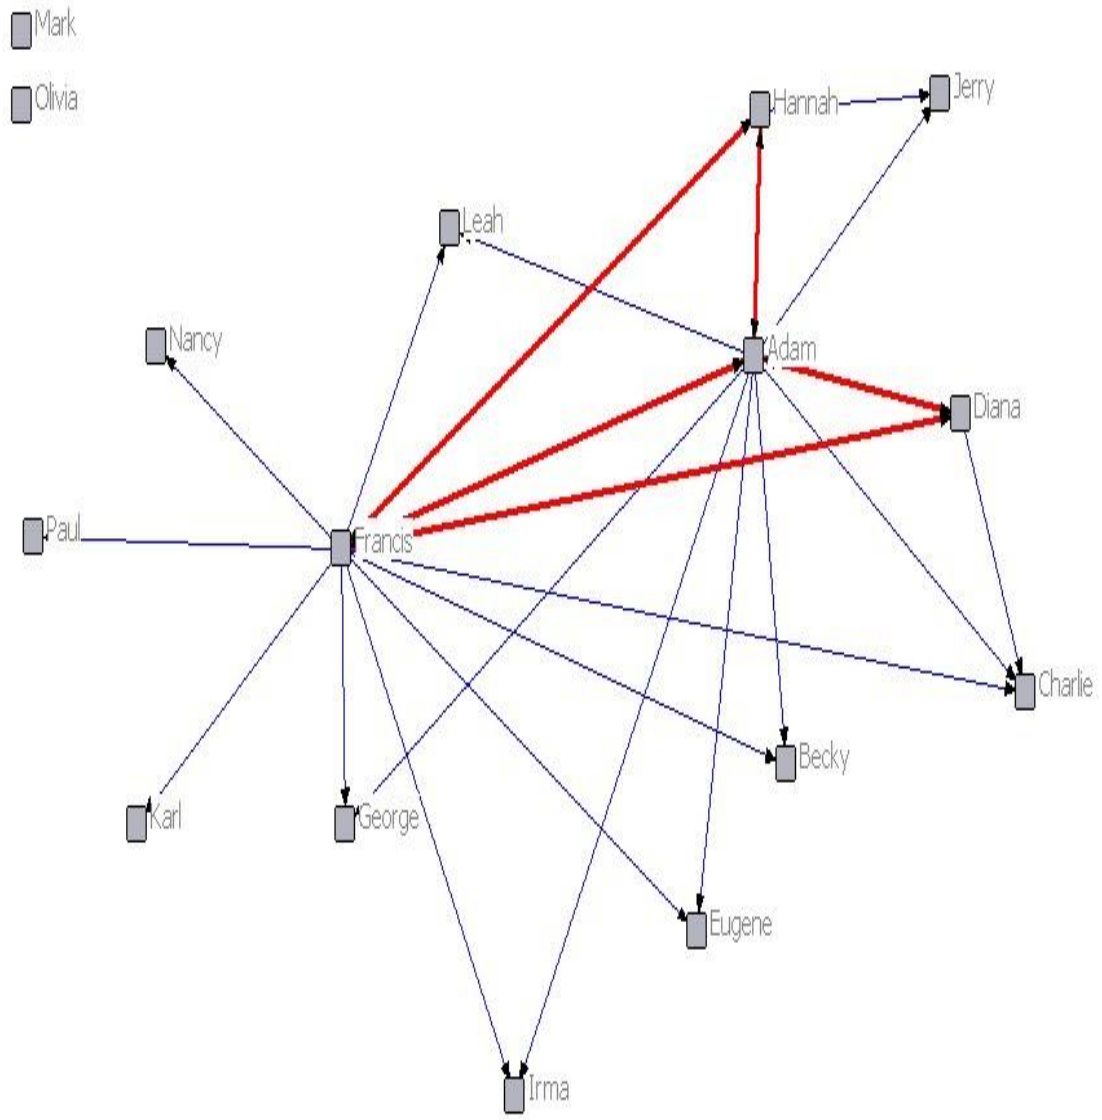 Mark
Olivia
Hannah
Jerry
Leah
Nancy
Adam
Diana
Paul
Francis
Charlie
Becky
Karl
George
Eugene
Irma